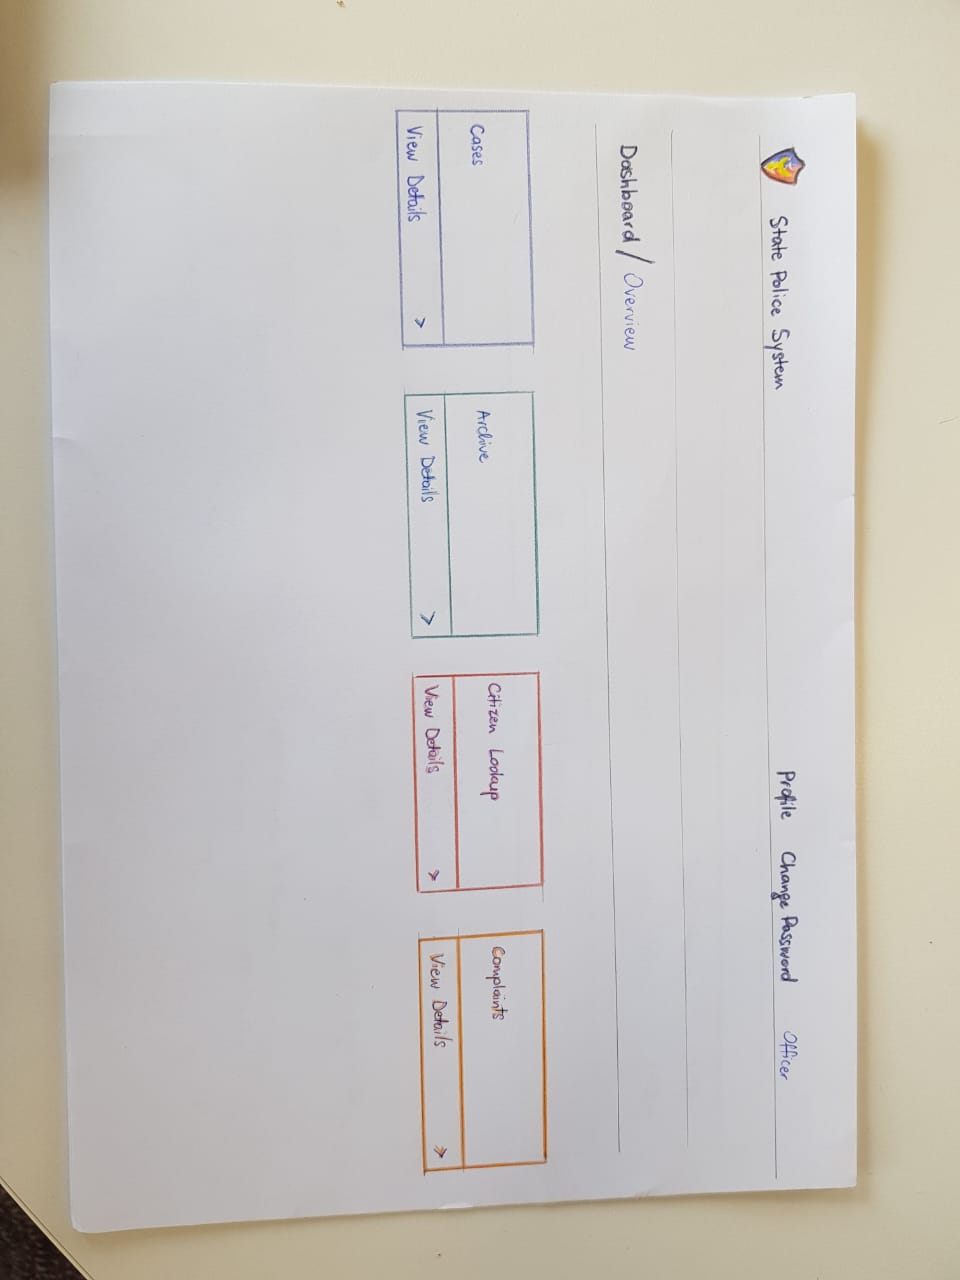 State Police System
Profile Change Password Officer
Dashboard / Overview
Cases
View Details >
Archive
View Details >
Citizen Lookup
View Details >
Complaints
View Details >